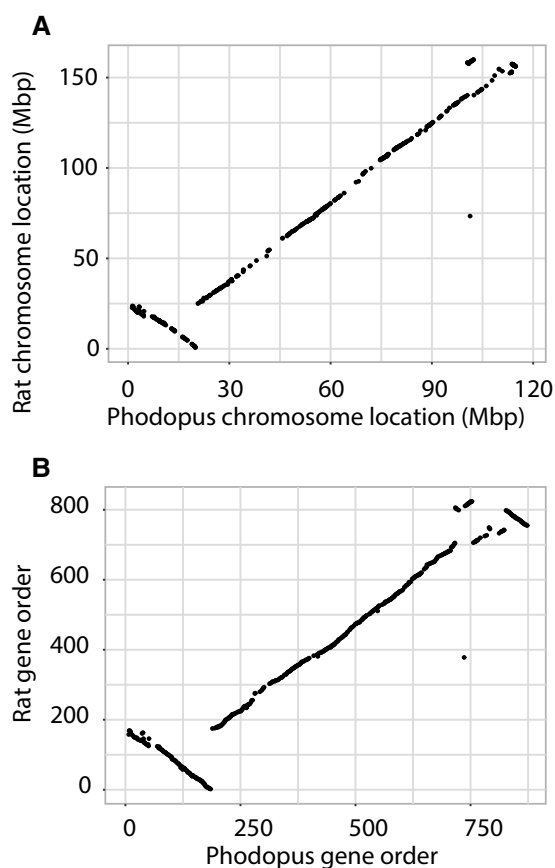 A
Rat chromosome location (Mbp)
150
100
50
0
0 30 60 90 120
Phodopus chromosome location (Mbp)
B
Rat gene order
800
600
400
200
0
0 250 500 750
Phodopus gene order